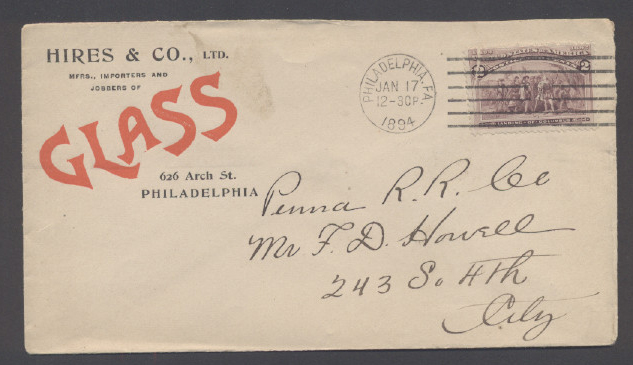 HIRES & CO., LTD.
MFRS., IMPORTERS AND
JOBBERS OF
GLASS
626 Arch St.
PHILADELPHIA
PHILADELPHIA, PA.
JAN 17
12-30P.
1894
Penna R. R. Co
Mr F. D. Howell
243 So 4th
City